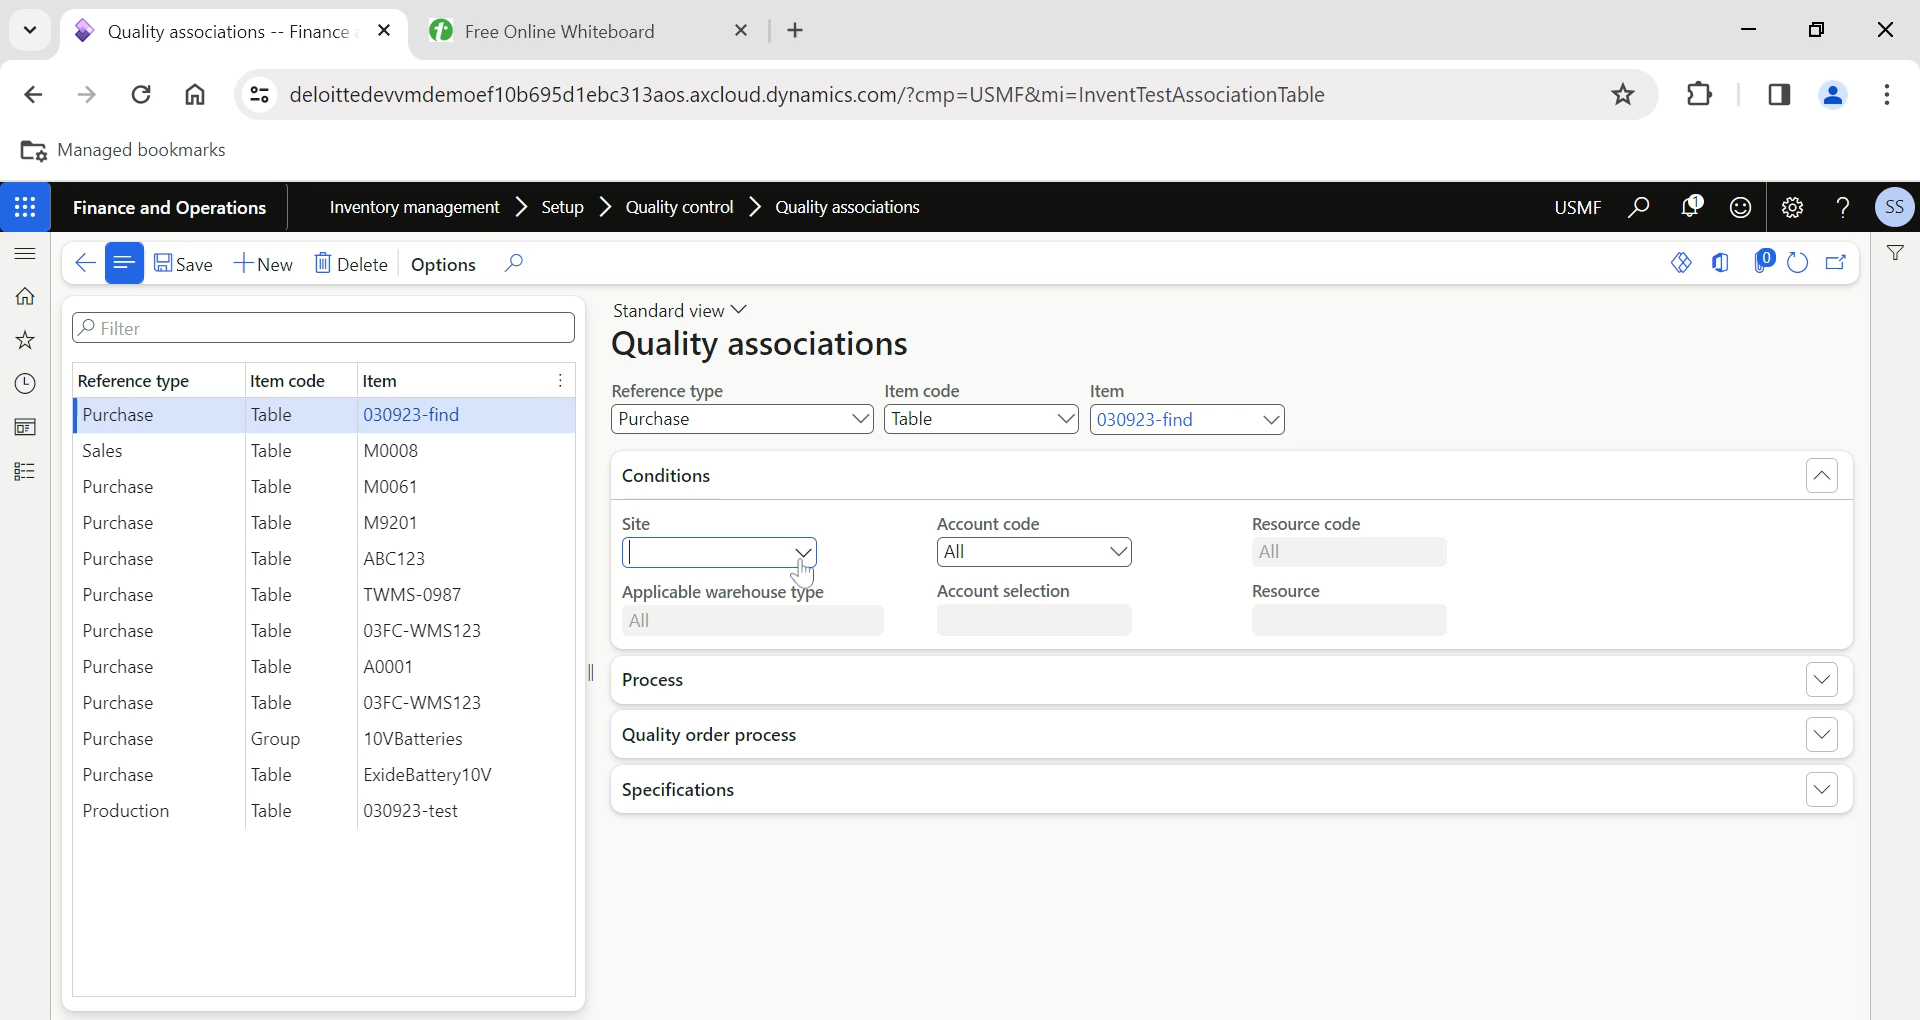 Quality associations -- Finance a
Free Online Whiteboard
deloittedevvmdemoef10b695d1ebc313aos.axcloud.dynamics.com/?cmp=USMF&mi=InventTestAssociationTable
Managed bookmarks
Finance and Operations
Inventory management
Setup
Quality control
Quality associations
USMF
1
?
SS
Save
New
Delete
Options
0
Filter
Reference type Item code Item
Purchase Table 030923-find
Sales Table M0008
Purchase Table M0061
Purchase Table M9201
Purchase Table ABC123
Purchase Table TWMS-0987
Purchase Table 03FC-WMS123
Purchase Table A0001
Purchase Table 03FC-WMS123
Purchase Group 10VBatteries
Purchase Table ExideBattery10V
Production Table 030923-test
Standard view
Quality associations
Reference type Item code Item
Purchase Table 030923-find
Conditions
Site Account code Resource code
All All
Applicable warehouse type Account selection Resource
All
Process
Quality order process
Specifications